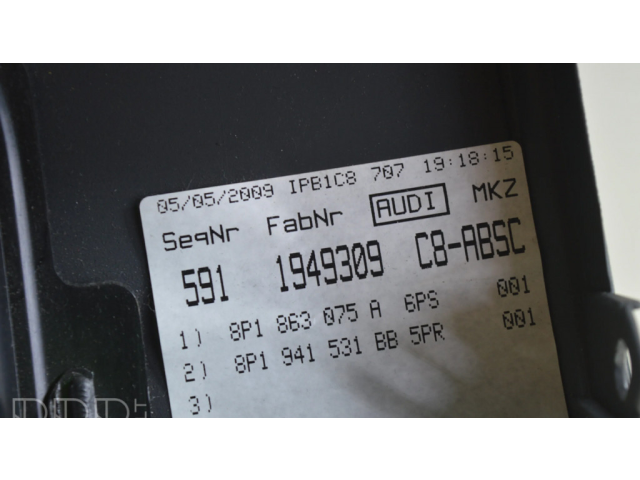 05/05/2009 IPB1C8 707 19:18:15
SeqNr FabNr AUDI MKZ
591 1949309 C8-ABSC
1) 8P1 863 075 A 6PS 001
2) 8P1 941 531 BB 5PR 001
3)